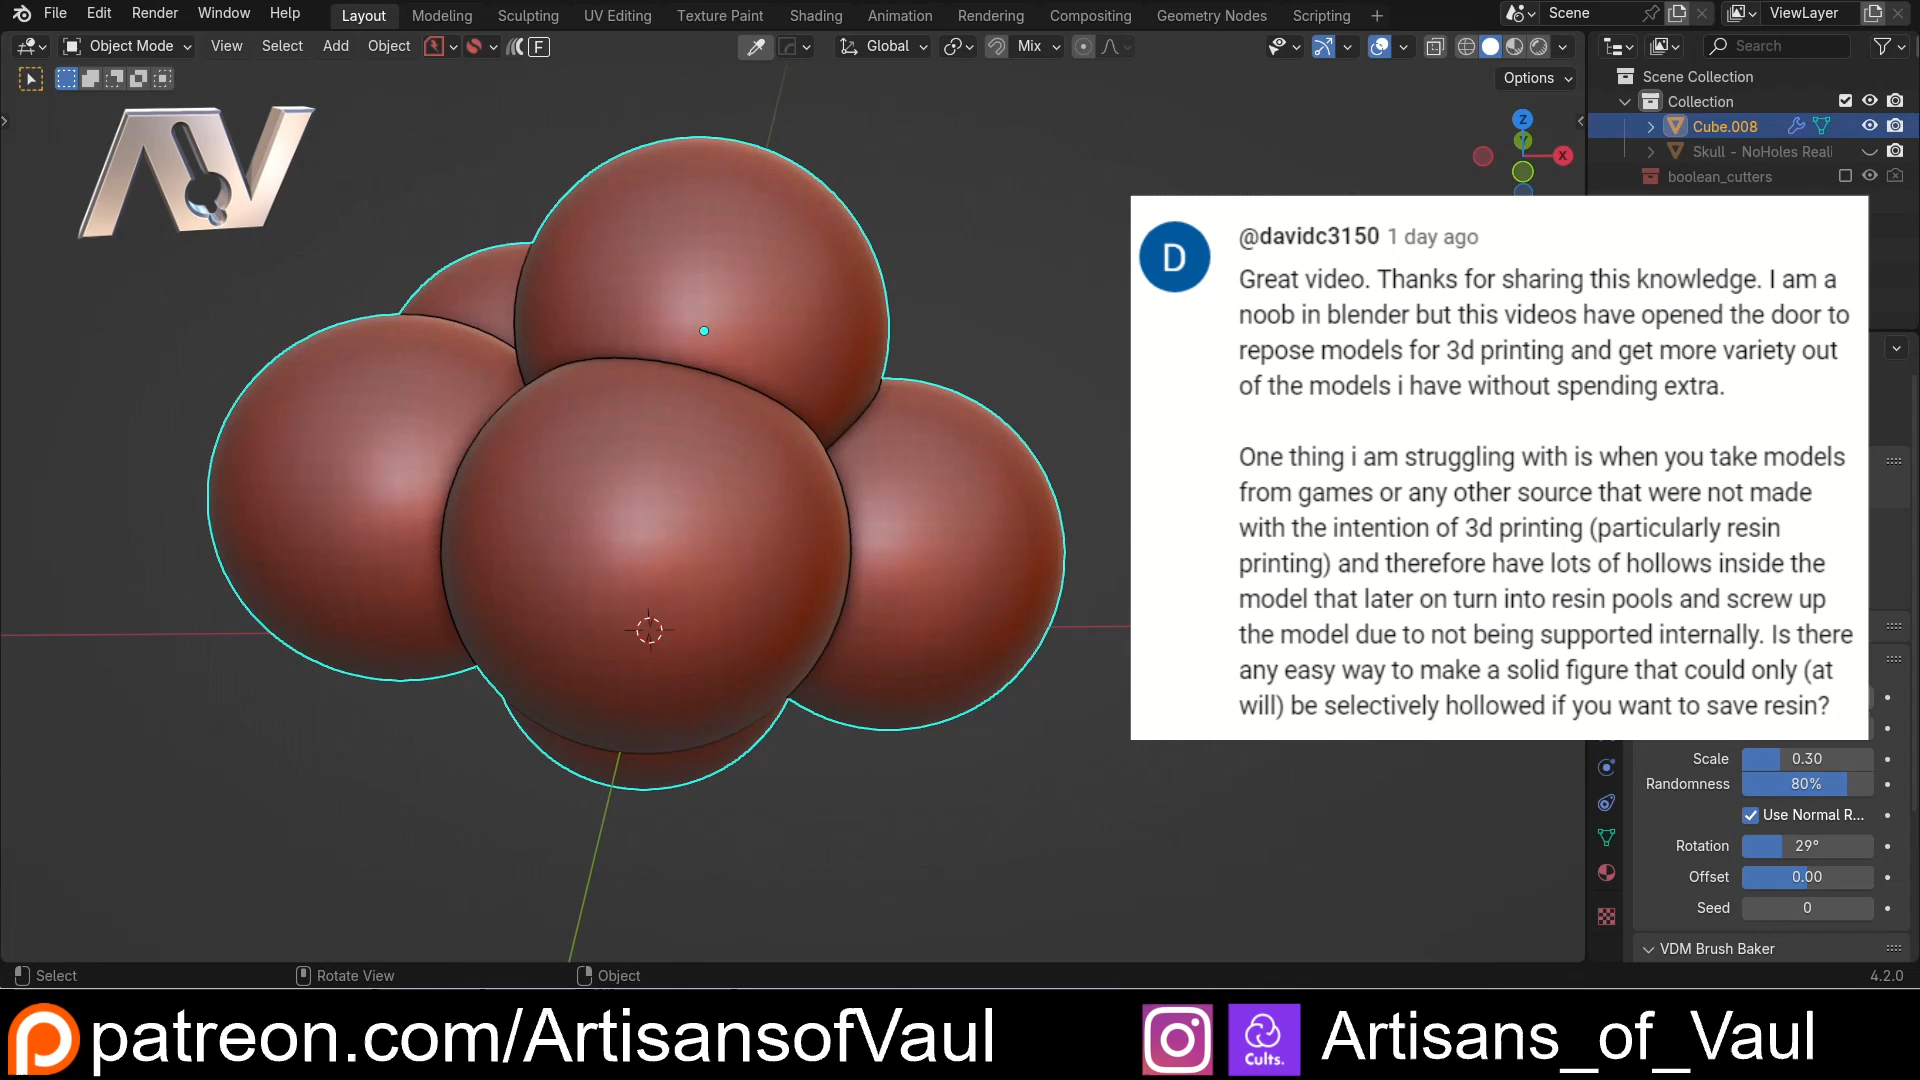 File Edit Render Window Help Layout Modeling Sculpting UV Editing Texture Paint Shading Animation Rendering Compositing Geometry Nodes Scripting + Scene ViewLayer
Object Mode View Select Add Object F Global Mix Search
Options
Scene Collection
Collection
Cube.008
Skull - NoHoles Reali
boolean_cutters
AV
Z
Y
X
D
@davidc3150 1 day ago
Great video. Thanks for sharing this knowledge. I am a
noob in blender but this videos have opened the door to
repose models for 3d printing and get more variety out
of the models i have without spending extra.
One thing i am struggling with is when you take models
from games or any other source that were not made
with the intention of 3d printing (particularly resin
printing) and therefore have lots of hollows inside the
model that later on turn into resin pools and screw up
the model due to not being supported internally. Is there
any easy way to make a solid figure that could only (at
will) be selectively hollowed if you want to save resin?
Scale 0.30
Randomness 80%
Use Normal R...
Rotation 29°
Offset 0.00
Seed 0
VDM Brush Baker
Select Rotate View Object 4.2.0
patreon.com/ArtisansofVaul Cults. Artisans_of_Vaul